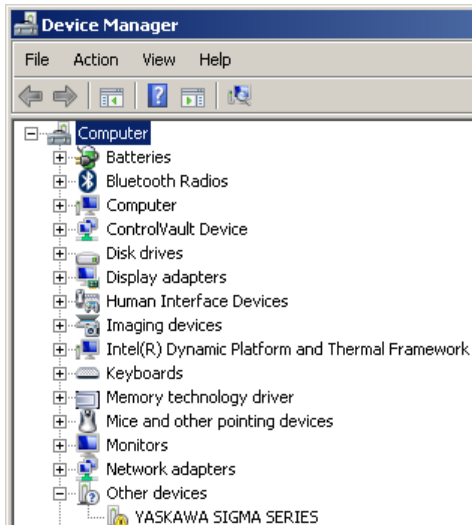 Device Manager
File Action View Help
Computer
Batteries
Bluetooth Radios
Computer
ControlVault Device
Disk drives
Display adapters
Human Interface Devices
Imaging devices
Intel(R) Dynamic Platform and Thermal Framework
Keyboards
Memory technology driver
Mice and other pointing devices
Monitors
Network adapters
Other devices
YASKAWA SIGMA SERIES